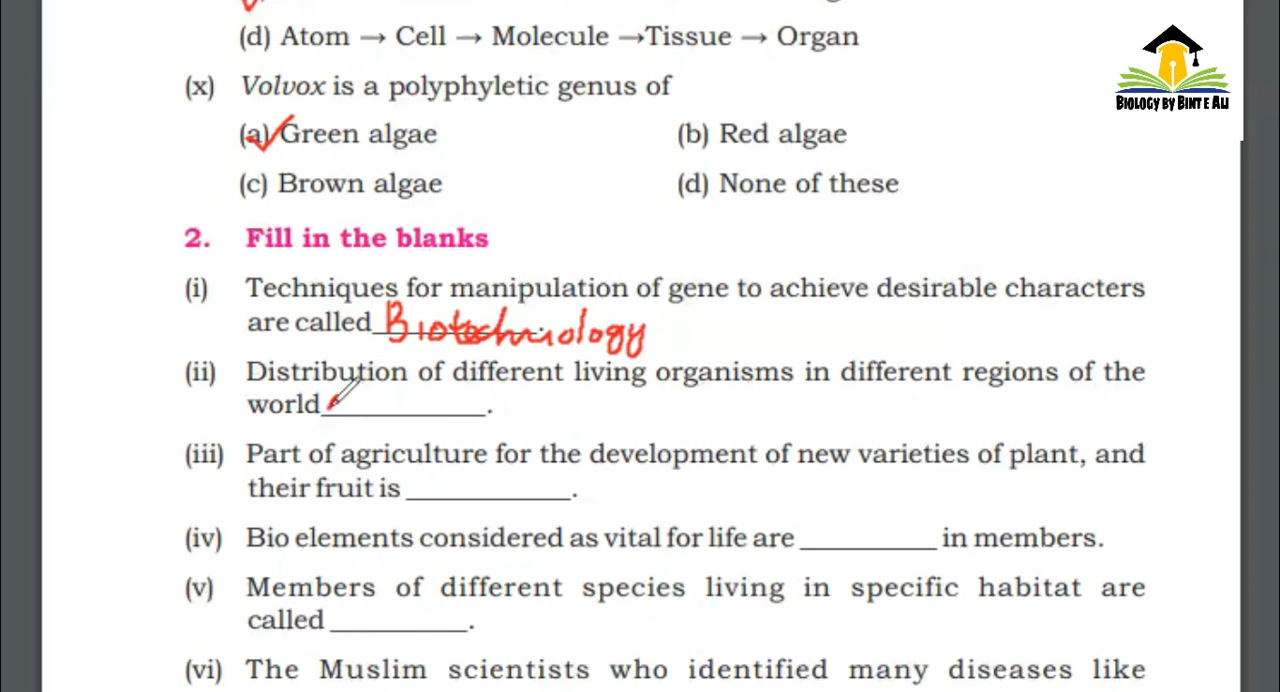 (d) Atom → Cell → Molecule →Tissue → Organ
BIOLOGY BY BINT E ALI
(x) Volvox is a polyphyletic genus of
(a) Green algae (b) Red algae
(c) Brown algae (d) None of these
2. Fill in the blanks
(i) Techniques for manipulation of gene to achieve desirable characters
are called Biotechnology.
(ii) Distribution of different living organisms in different regions of the
world____________.
(iii) Part of agriculture for the development of new varieties of plant, and
their fruit is ____________.
(iv) Bio elements considered as vital for life are __________ in members.
(v) Members of different species living in specific habitat are
called __________.
(vi) The Muslim scientists who identified many diseases like